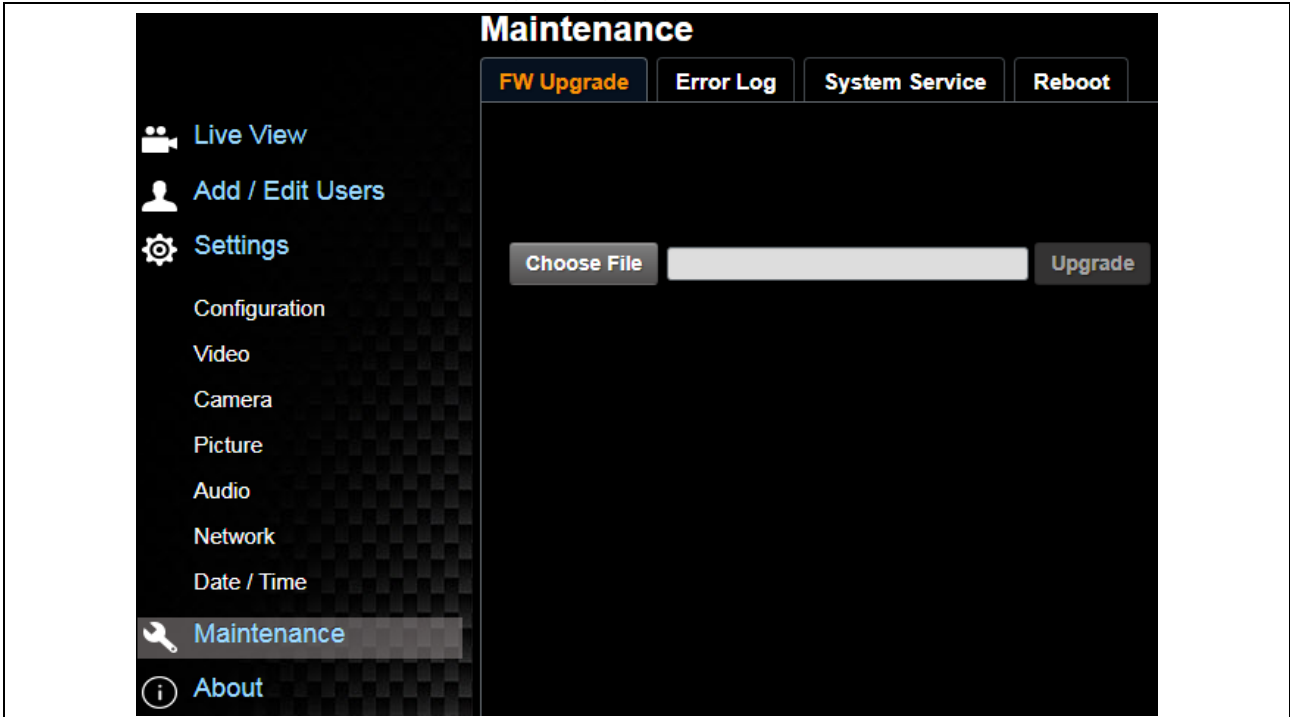 Maintenance
FW Upgrade Error Log System Service Reboot
Live View
Add / Edit Users
Settings
Choose File Upgrade
Configuration
Video
Camera
Picture
Audio
Network
Date / Time
Maintenance
About